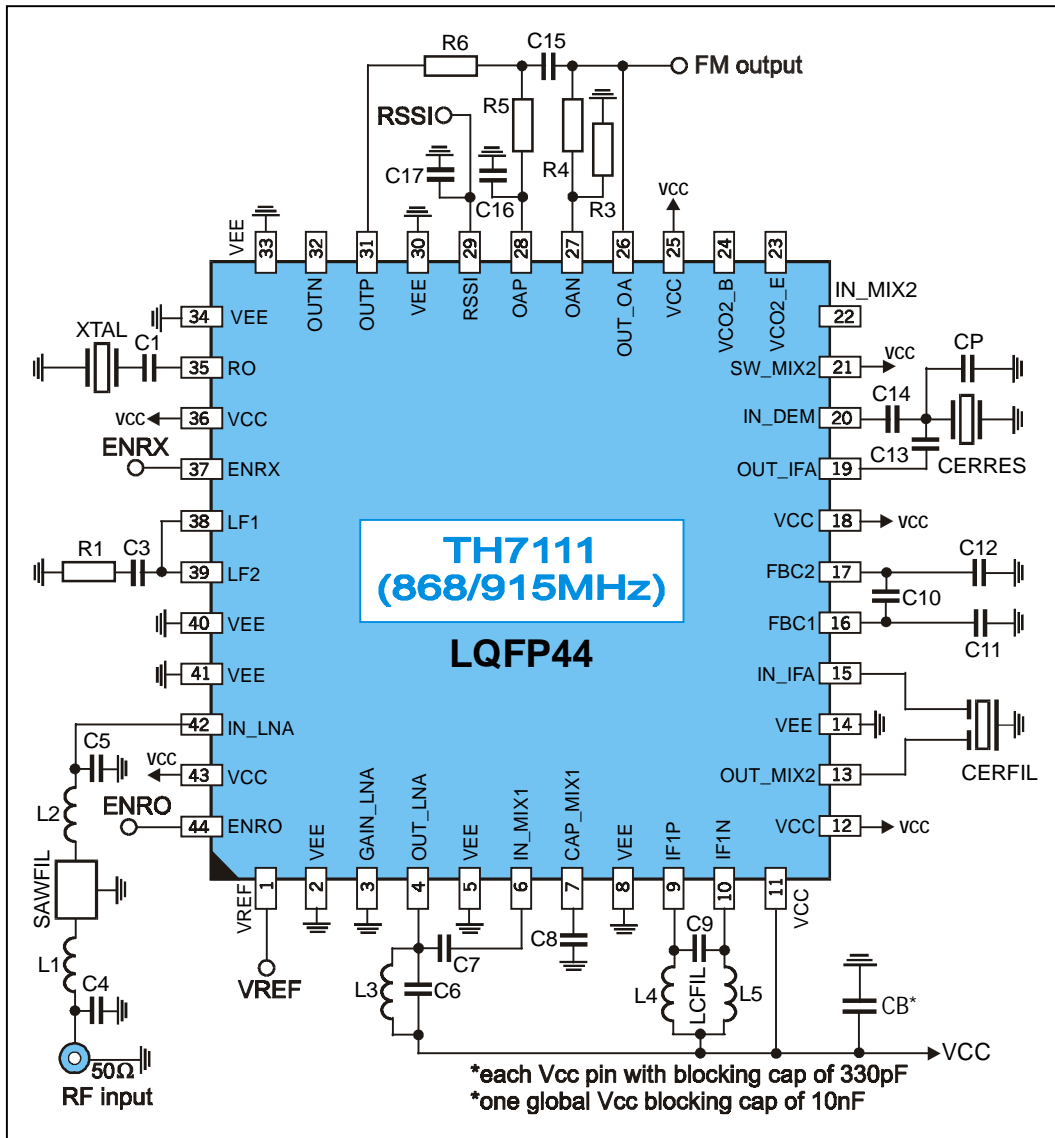 R6
C15
FM output
RSSI
R5
R4
R3
C17
C16
VCC
VEE
33
32
31
30
29
28
27
26
25
24
23
OUTN
OUTP
VEE
RSSI
OAP
OAN
OUT_OA
VCC
VCO2_B
VCO2_E
IN_MIX2
22
34
VEE
XTAL
C1
35
RO
VCC
36
VCC
ENRX
37
ENRX
38
LF1
R1
C3
39
LF2
40
VEE
41
VEE
42
IN_LNA
C5
VCC
43
VCC
L2
ENRO
44
ENRO
SAWFIL
L1
C4
50Ω
RF input
SW_MIX2
21
VCC
CP
IN_DEM
20
C14
OUT_IFA
19
C13
CERRES
VCC
18
VCC
FBC2
17
C12
C10
FBC1
16
C11
IN_IFA
15
VEE
14
OUT_MIX2
13
CERFIL
VCC
12
VCC
TH7111
(868/915MHz)
LQFP44
VEE
GAIN_LNA
OUT_LNA
VEE
IN_MIX1
CAP_MIX1
VEE
IF1P
IF1N
VREF
1
2
3
4
5
6
7
8
9
10
11
VCC
VREF
C7
C8
C9
L3
C6
L4
LCFIL
L5
CB*
VCC
*each Vcc pin with blocking cap of 330pF
*one global Vcc blocking cap of 10nF